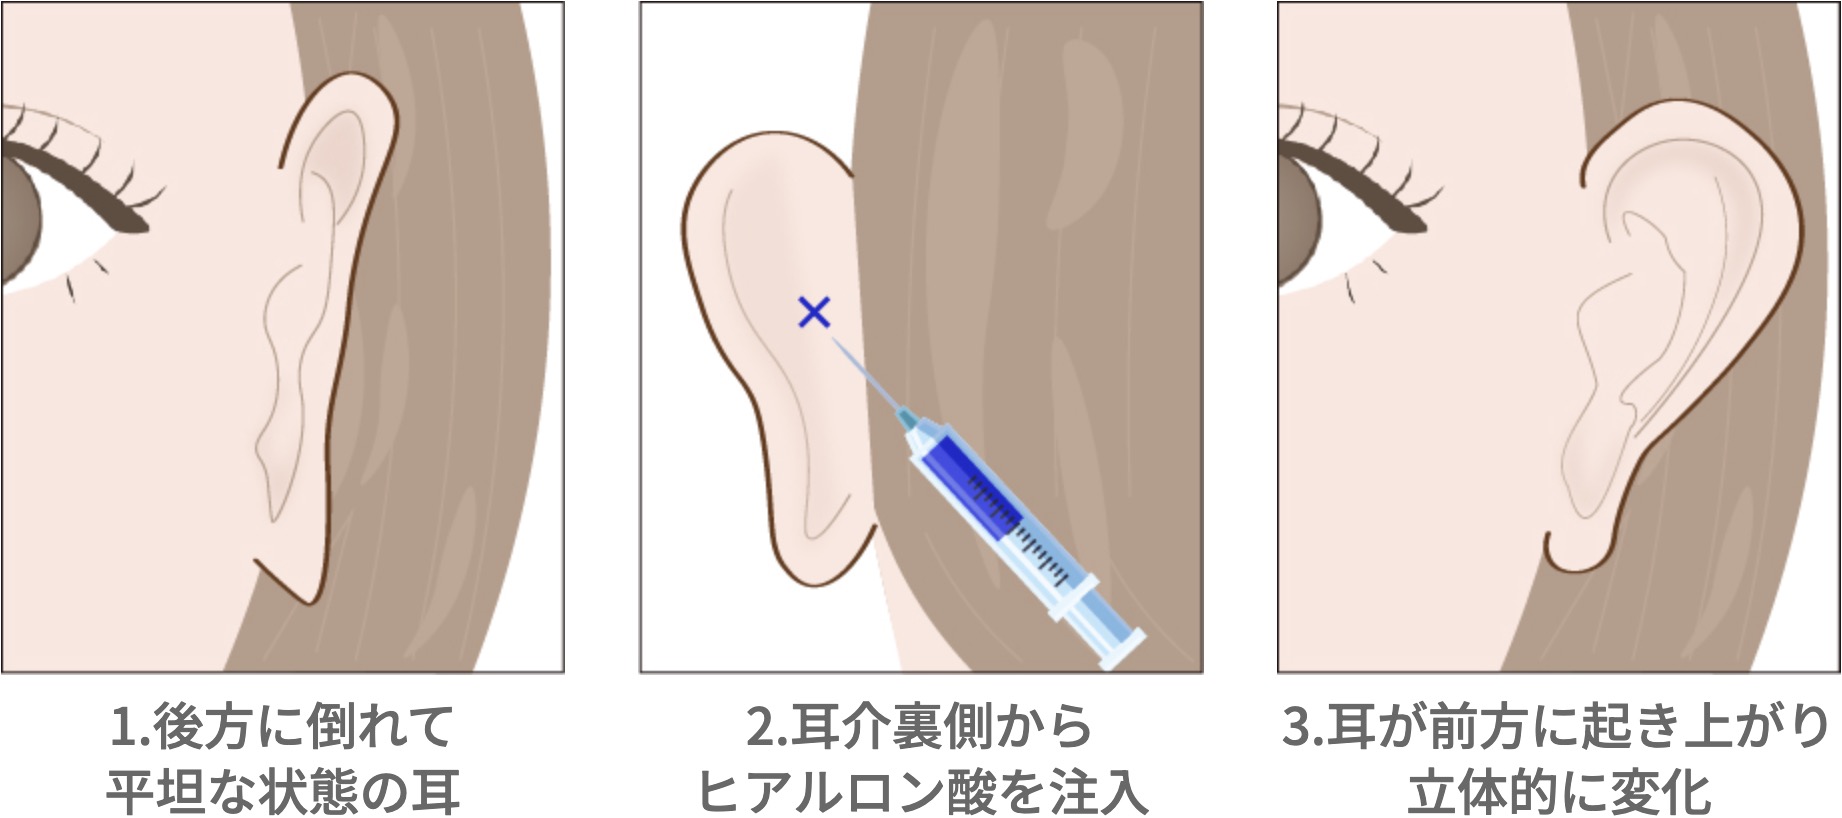 1.後方に倒れて
平坦な状態の耳
2.耳介裏側から
ヒアルロン酸を注入
3.耳が前方に起き上がり
立体的に変化